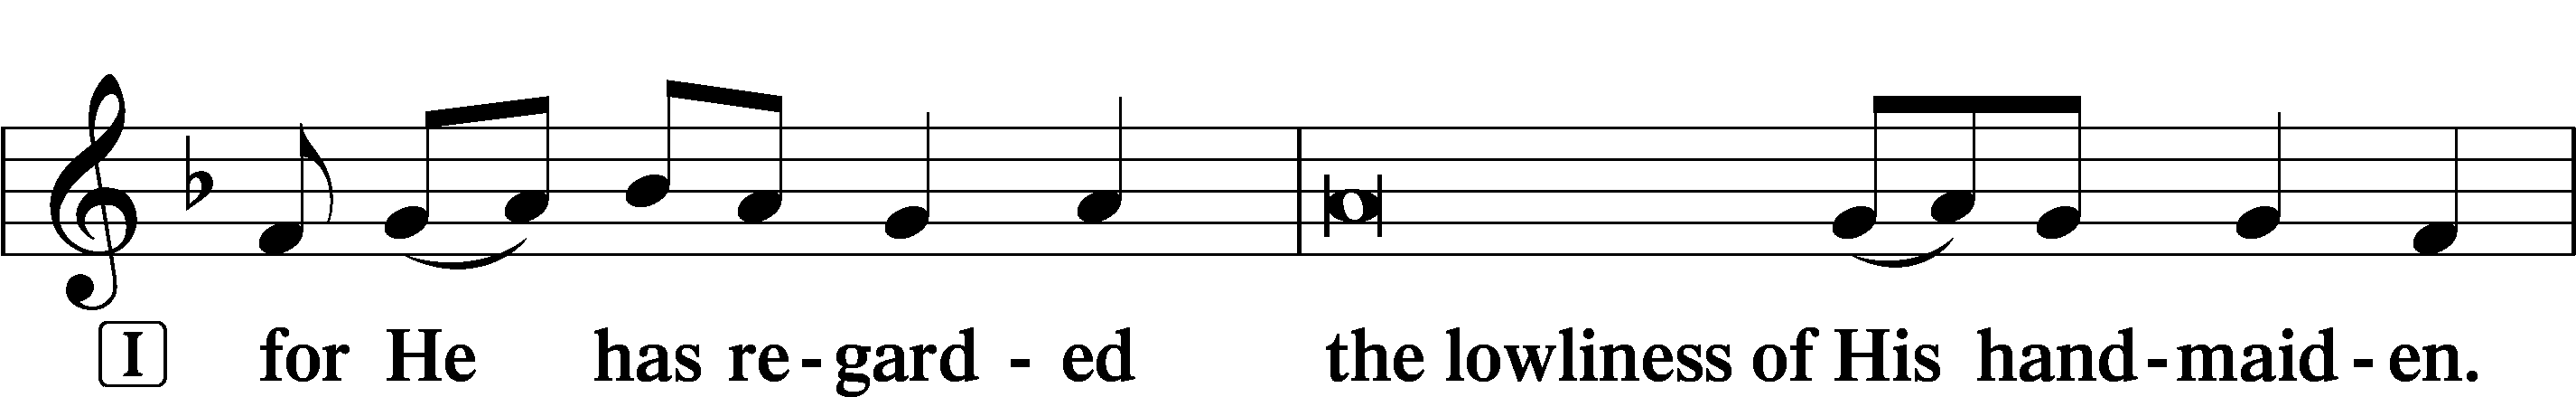 I for He has re-gard-ed the lowliness of His hand-maid-en.